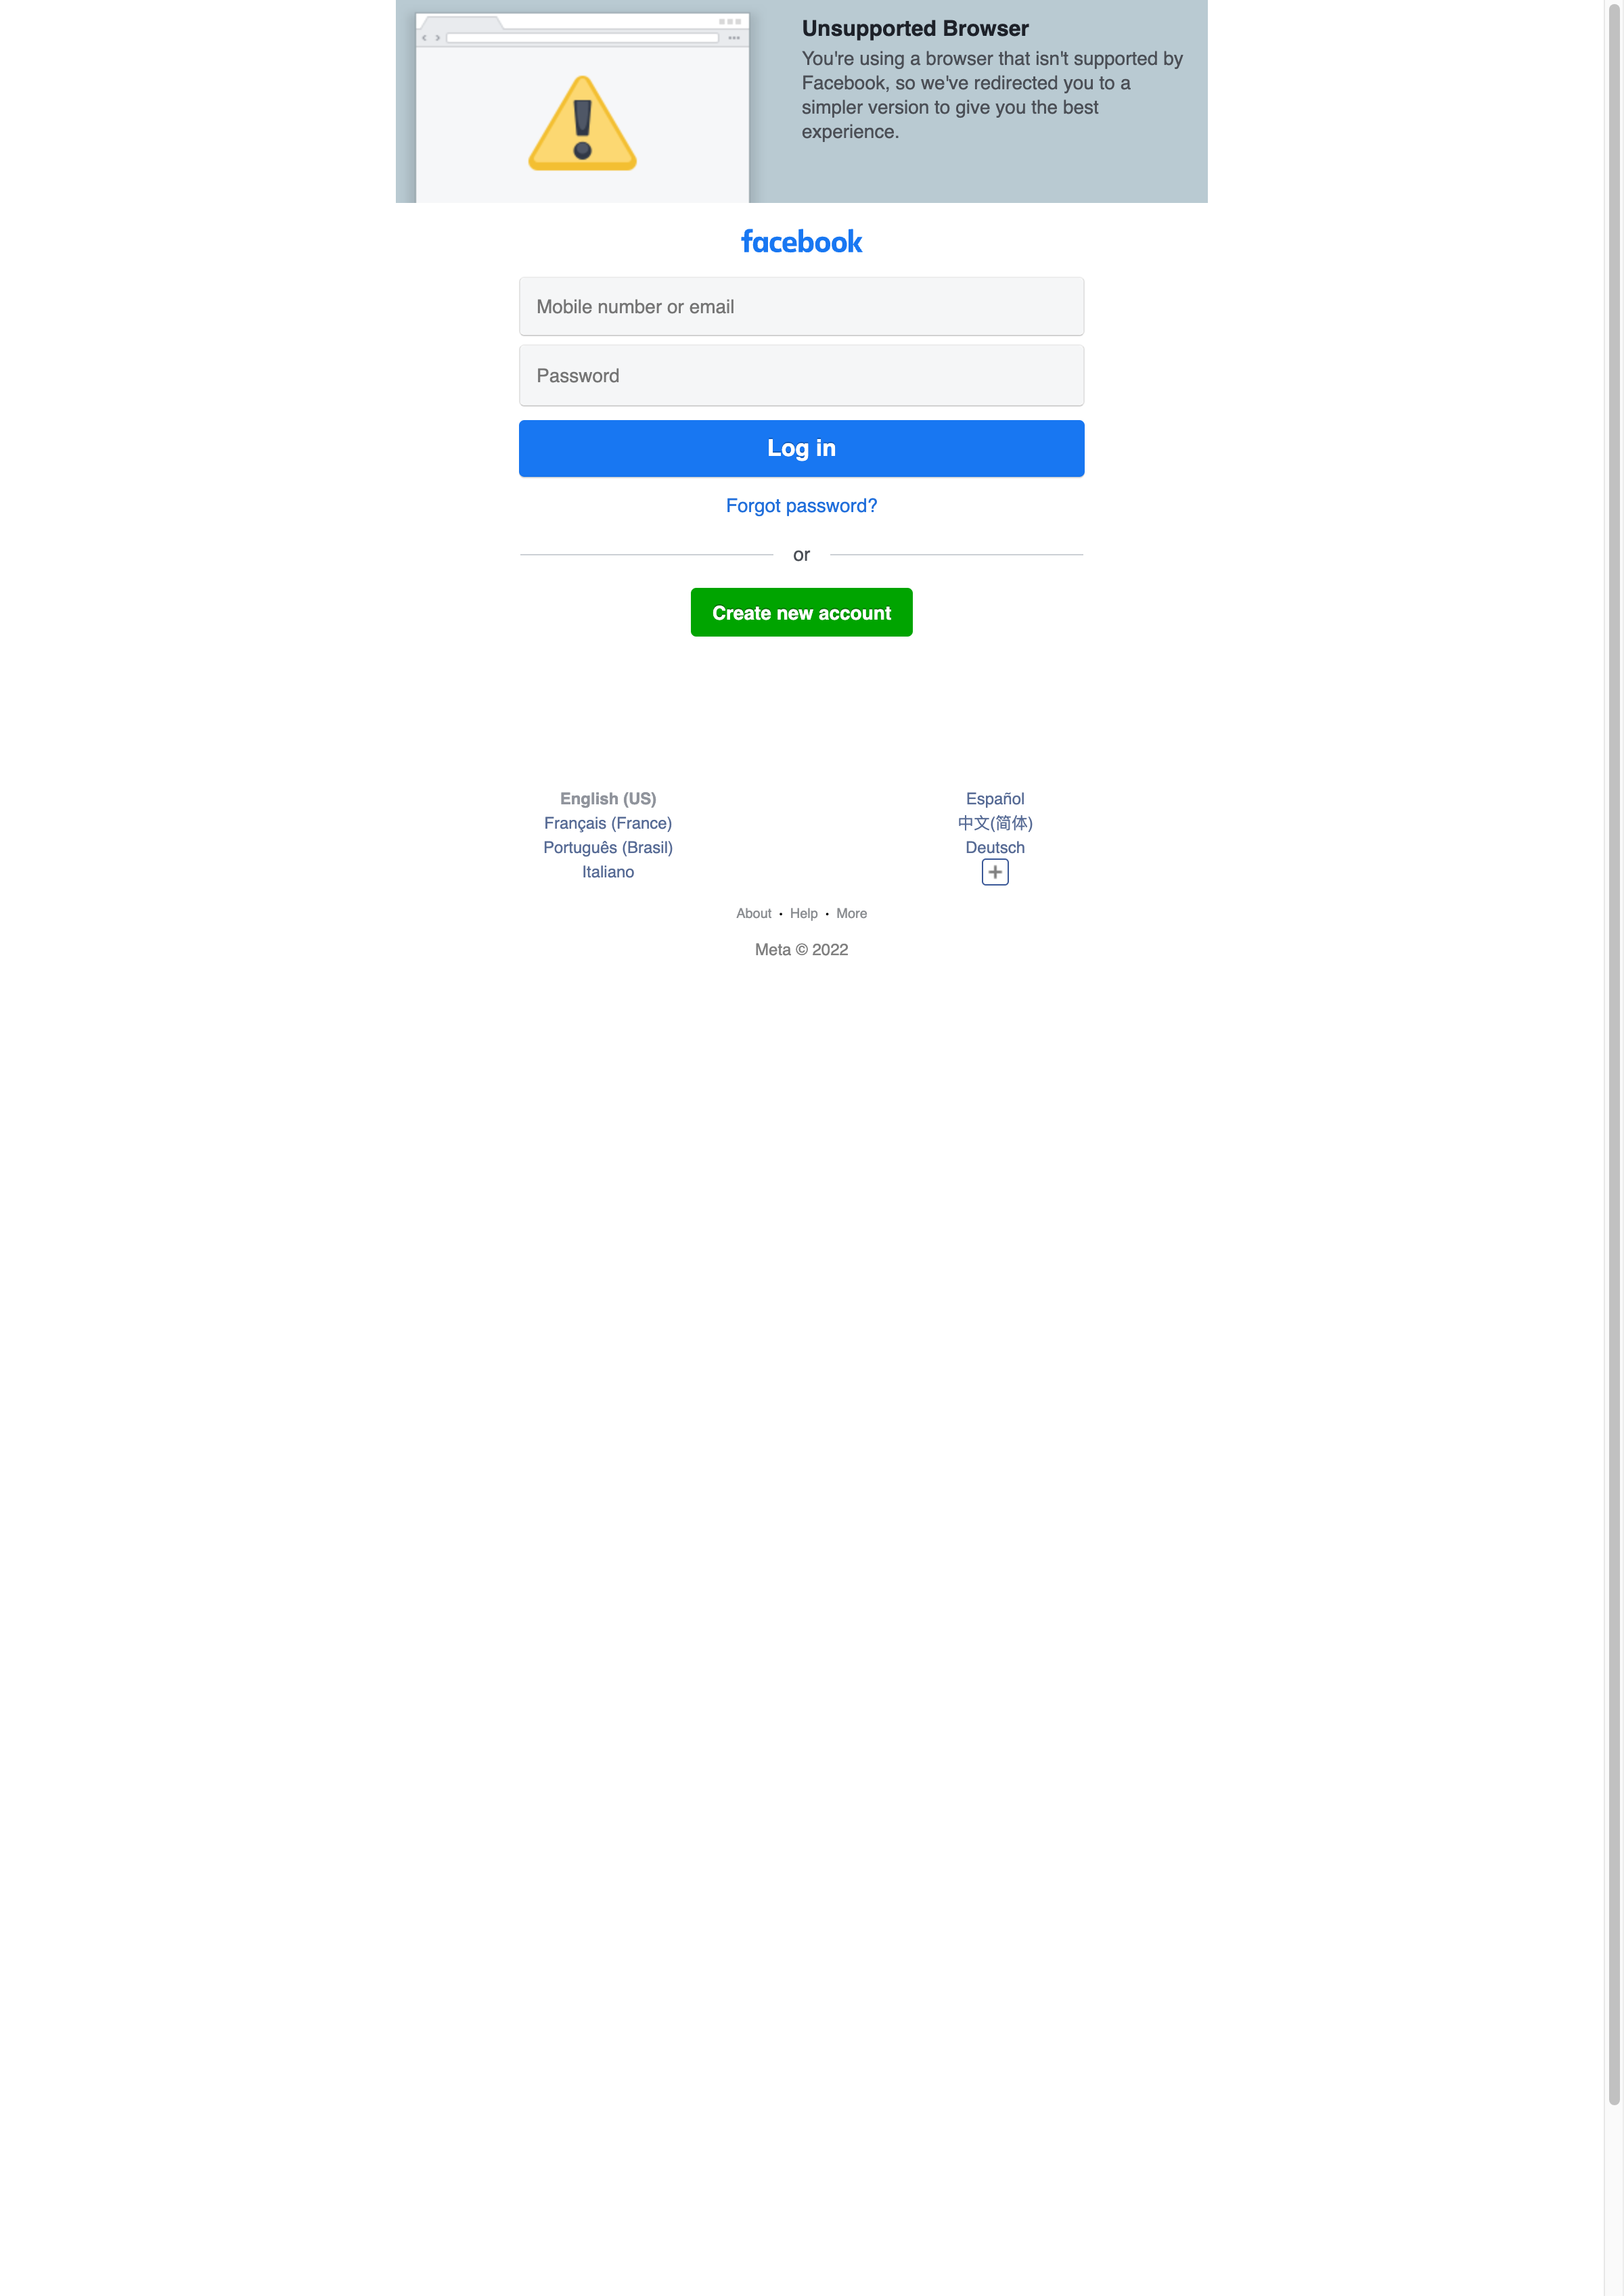 Unsupported Browser
You're using a browser that isn't supported by
Facebook, so we've redirected you to a
simpler version to give you the best
experience.
facebook
Mobile number or email
Password
Log in
Forgot password?
or
Create new account
English (US)
Français (France)
Português (Brasil)
Italiano
Español
中文(简体)
Deutsch
About · Help · More
Meta © 2022